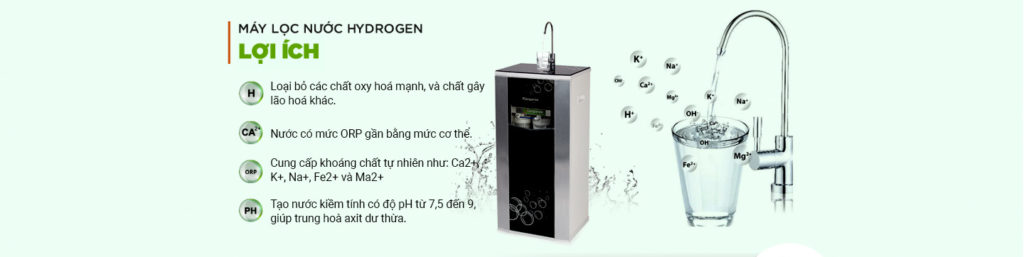 MÁY LỌC NƯỚC HYDROGEN
LỢI ÍCH
H
Loại bỏ các chất oxy hoá mạnh, và chất gây
lão hoá khác.
CA²⁺
Nước có mức ORP gần bằng mức cơ thể.
ORP
Cung cấp khoáng chất tự nhiên như: Ca2+,
K+, Na+, Fe2+ và Ma2+
PH
Tạo nước kiềm tính có độ pH từ 7,5 đến 9,
giúp trung hoà axit dư thừa.
Kangaroo
K⁺
Na⁺
OH⁻
Ca²⁺
Mg²⁺
K⁺
Na⁺
H⁺
OH⁻
OH⁻
Fe²⁺
Mg²⁺